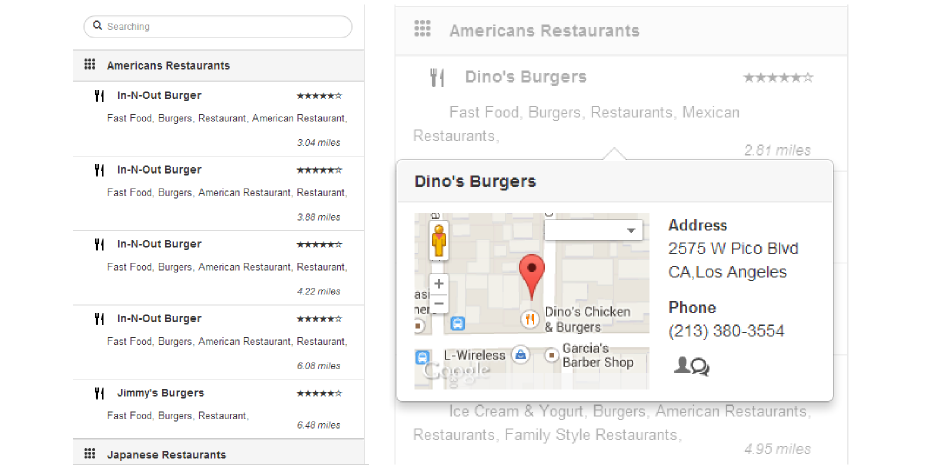 Searching
Americans Restaurants
In-N-Out Burger ★★★★★☆
Fast Food, Burgers, Restaurant, American Restaurant,
3.04 miles
In-N-Out Burger ★★★★★☆
Fast Food, Burgers, American Restaurant, Restaurant,
3.88 miles
In-N-Out Burger ★★★★★☆
Fast Food, Burgers, American Restaurant, Restaurant,
4.22 miles
In-N-Out Burger ★★★★★☆
Fast Food, Burgers, American Restaurant, Restaurant,
6.08 miles
Jimmy's Burgers ★★★★★☆
Fast Food, Burgers, Restaurant,
6.48 miles
Japanese Restaurants
Americans Restaurants
Dino's Burgers ★★★★★☆
Fast Food, Burgers, Restaurants, Mexican
Restaurants,
2.81 miles
Dino's Burgers
+
−
Dino's Chicken
& Burgers
L-Wireless
Garcia's
Barber Shop
Google
Address
2575 W Pico Blvd
CA,Los Angeles
Phone
(213) 380-3554
Ice Cream & Yogurt, Burgers, American Restaurants,
Restaurants, Family Style Restaurants,
4.95 miles